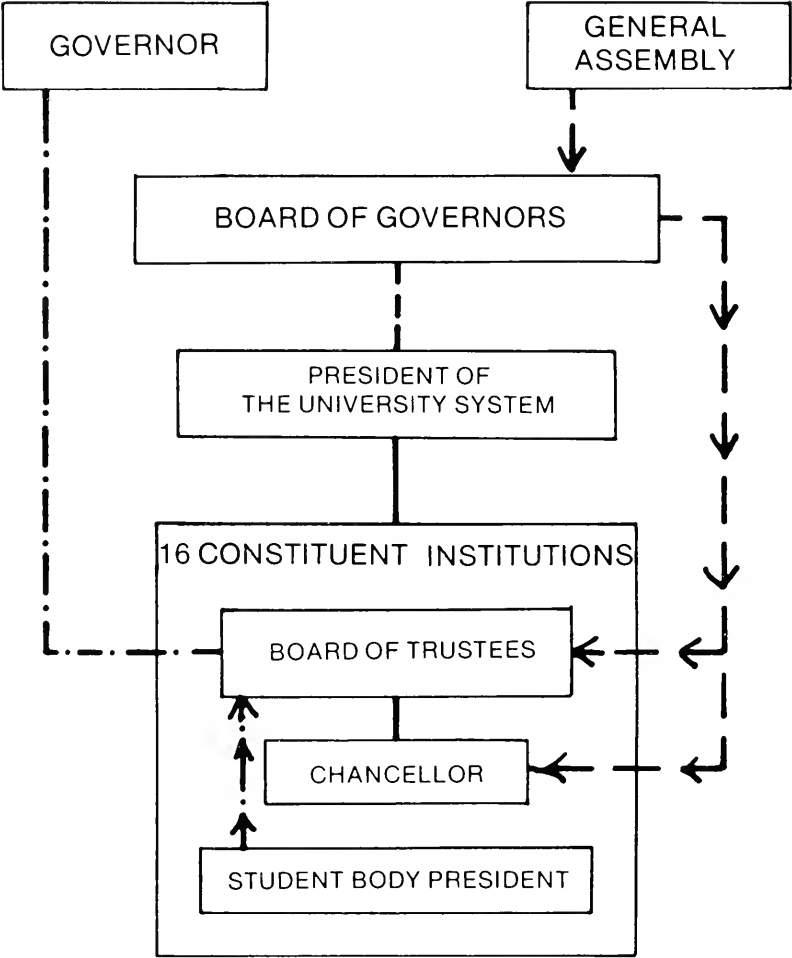 GOVERNOR
GENERAL
ASSEMBLY
BOARD OF GOVERNORS
PRESIDENT OF
THE UNIVERSITY SYSTEM
16 CONSTITUENT INSTITUTIONS
BOARD OF TRUSTEES
CHANCELLOR
STUDENT BODY PRESIDENT